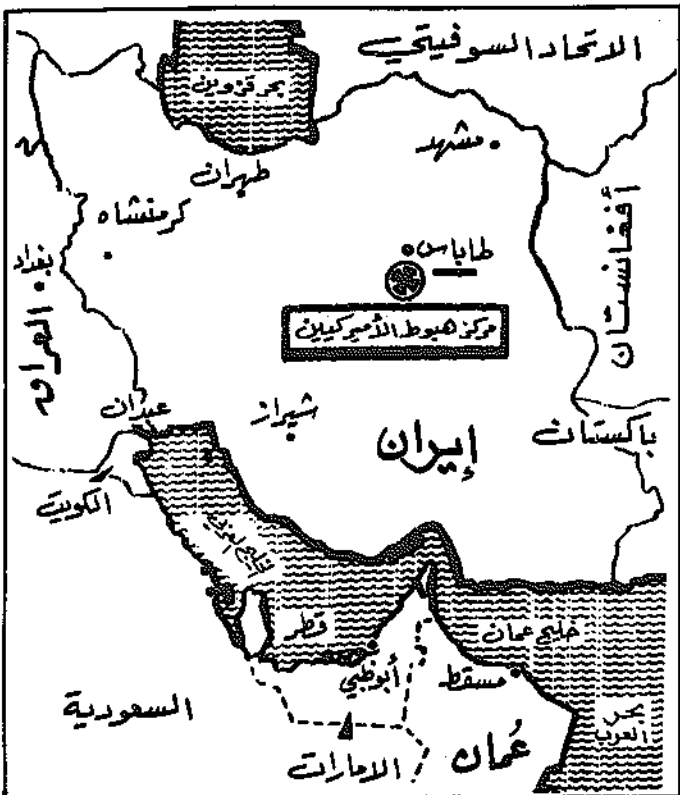 الاتحاد السوفيتي
بحر قزوين
مشهد
طهران
كرمنشاه
أفغانستان
طاباس
بغداد
العراق
مركز هبوط الأميركيين
عبدان
شيراز
إيران
باكستان
الكويت
الخليج العربي
قطر
خليج عمان
أبوظبي
مسقط
السعودية
بحر
العرب
عُمان
الامارات